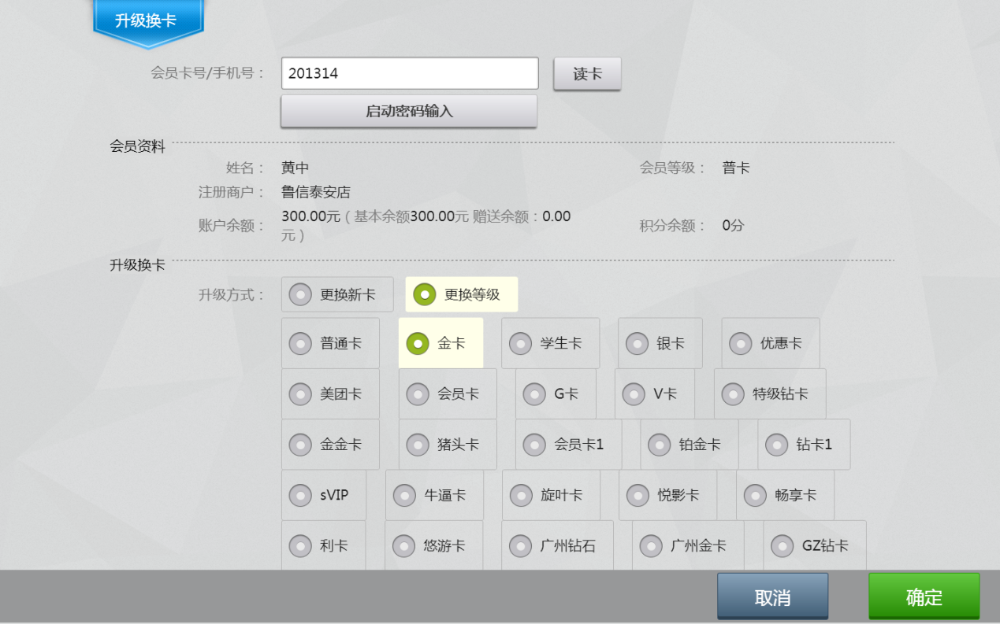 升级换卡
会员卡号/手机号： 201314 读卡
启动密码输入
会员资料
姓名： 黄中 会员等级： 普卡
注册商户： 鲁信泰安店
账户余额： 300.00元 ( 基本余额300.00元 赠送余额：0.00
元 ) 积分余额： 0分
升级换卡
升级方式： 更换新卡 更换等级
普通卡 金卡 学生卡 银卡 优惠卡
美团卡 会员卡 G卡 V卡 特级钻卡
金金卡 猪头卡 会员卡1 铂金卡 钻卡1
sVIP 牛逼卡 旋叶卡 悦影卡 畅享卡
利卡 悠游卡 广州钻石 广州金卡 GZ钻卡
取消 确定